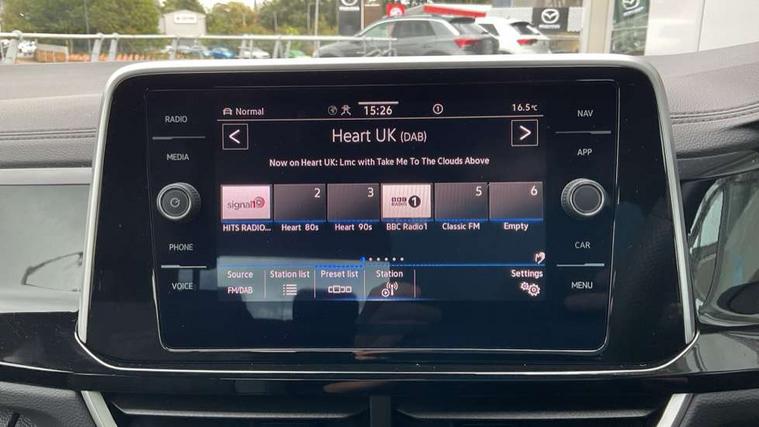 RADIO
MEDIA
PHONE
VOICE
Normal
15:26
16.5°C
Heart UK (DAB)
Now on Heart UK: Lmc with Take Me To The Clouds Above
signal1
2
3
BBC RADIO 1
5
6
HITS RADIO... Heart 80s Heart 90s BBC Radio1 Classic FM Empty
Source Station list Preset list Station Settings
FM/DAB
NAV
APP
CAR
MENU